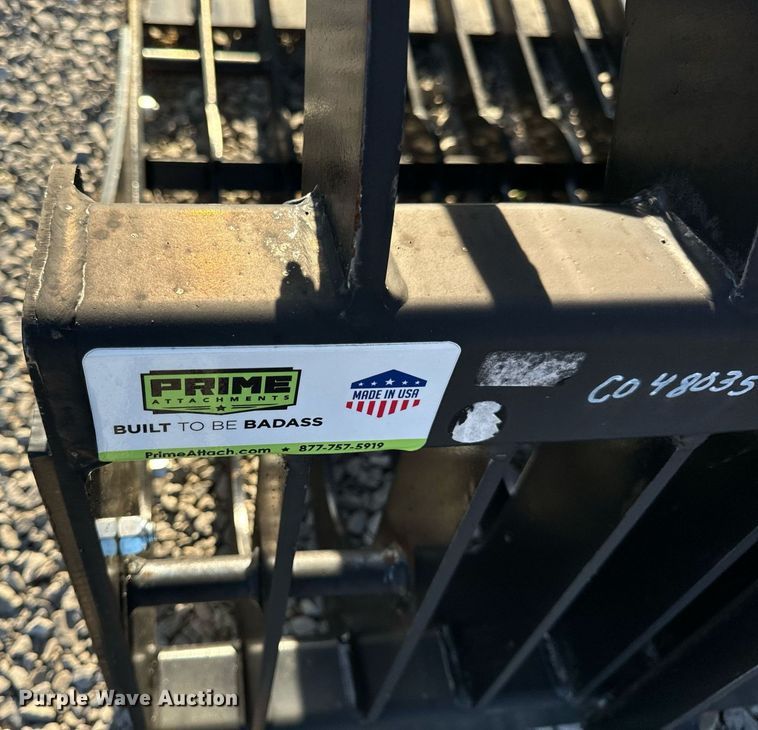 PRIME
ATTACHMENTS
MADE IN USA
BUILT TO BE BADASS
PrimeAttach.com ★ 877-757-5919
CO 48035
Purple Wave Auction